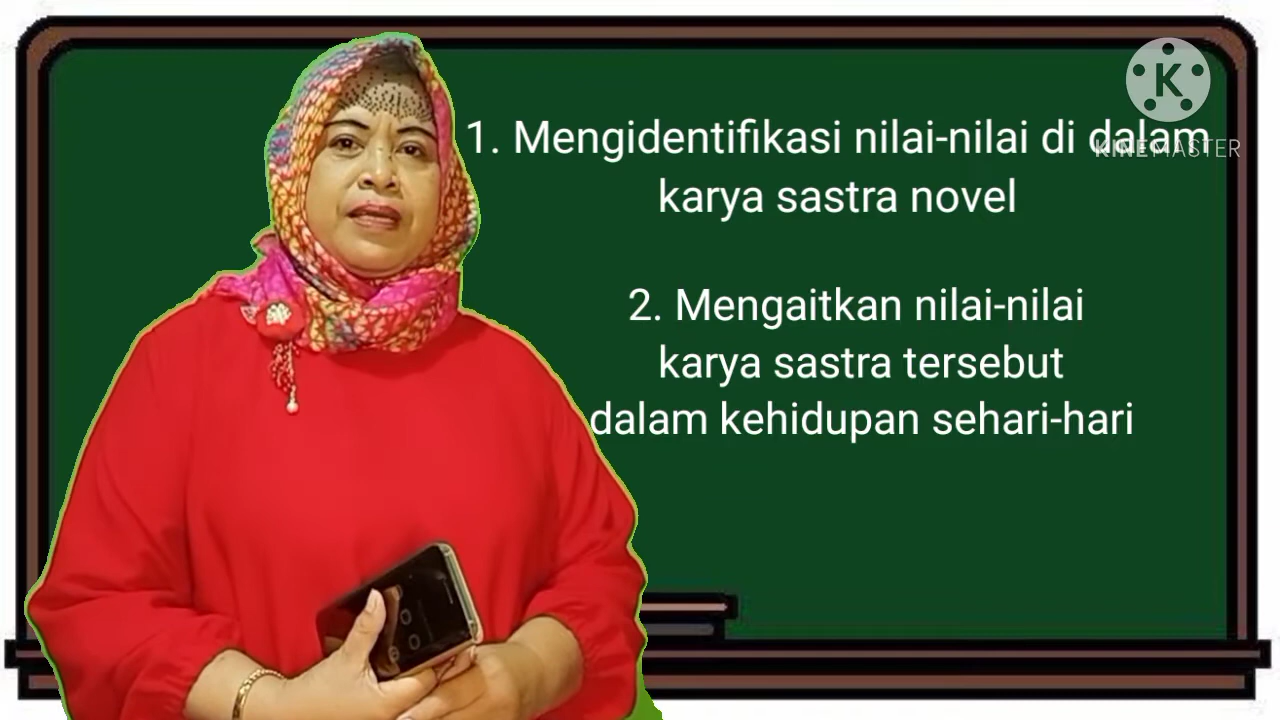 1. Mengidentifikasi nilai-nilai di dalam
karya sastra novel
2. Mengaitkan nilai-nilai
karya sastra tersebut
dalam kehidupan sehari-hari
K
KINEMASTER